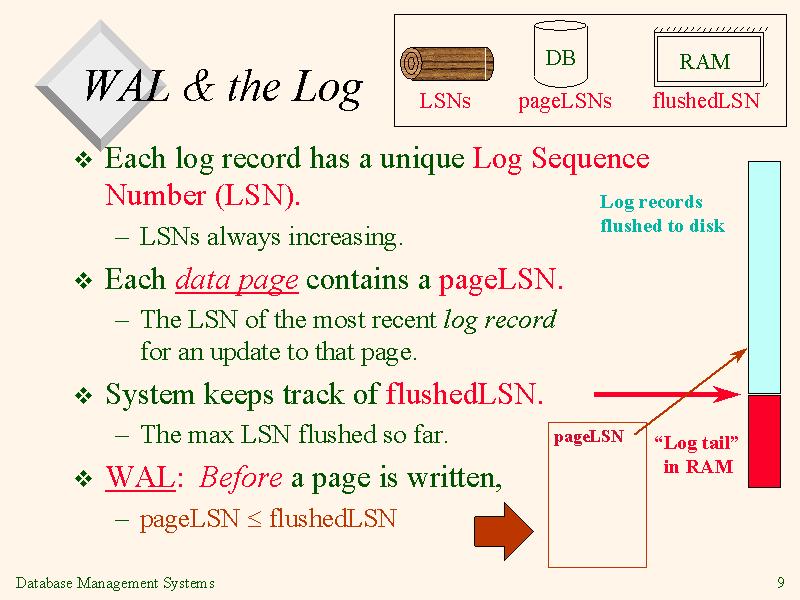 WAL & the Log
DB
RAM
LSNs
pageLSNs
flushedLSN
❖ Each log record has a unique Log Sequence
Number (LSN).
– LSNs always increasing.
❖ Each data page contains a pageLSN.
– The LSN of the most recent log record
for an update to that page.
❖ System keeps track of flushedLSN.
– The max LSN flushed so far.
❖ WAL: Before a page is written,
– pageLSN ≤ flushedLSN
Log records
flushed to disk
pageLSN
“Log tail”
in RAM
Database Management Systems
9